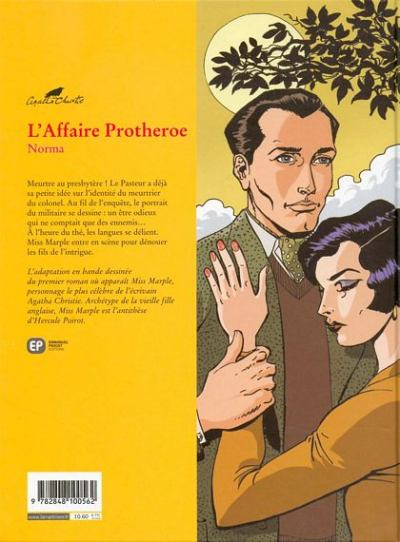 Agatha Christie
L'Affaire Protheroe
Norma
Meurtre au presbytère ! Le Pasteur a déjà
sa petite idée sur l'identité du meurtrier
du colonel. Au fil de l'enquête, le portrait
du militaire se dessine : un être odieux
qui ne comptait que des ennemis…
À l'heure du thé, les langues se délient.
Miss Marple entre en scène pour dénouer
les fils de l'intrigue.
L'adaptation en bande dessinée
du premier roman où apparaît Miss Marple,
personnage le plus célèbre de l'écrivain
Agatha Christie. Archétype de la vieille fille
anglaise, Miss Marple est l'antithèse
d'Hercule Poirot.
EP
EMMANUEL
PROUST
EDITIONS
9 782848 100562
10.60